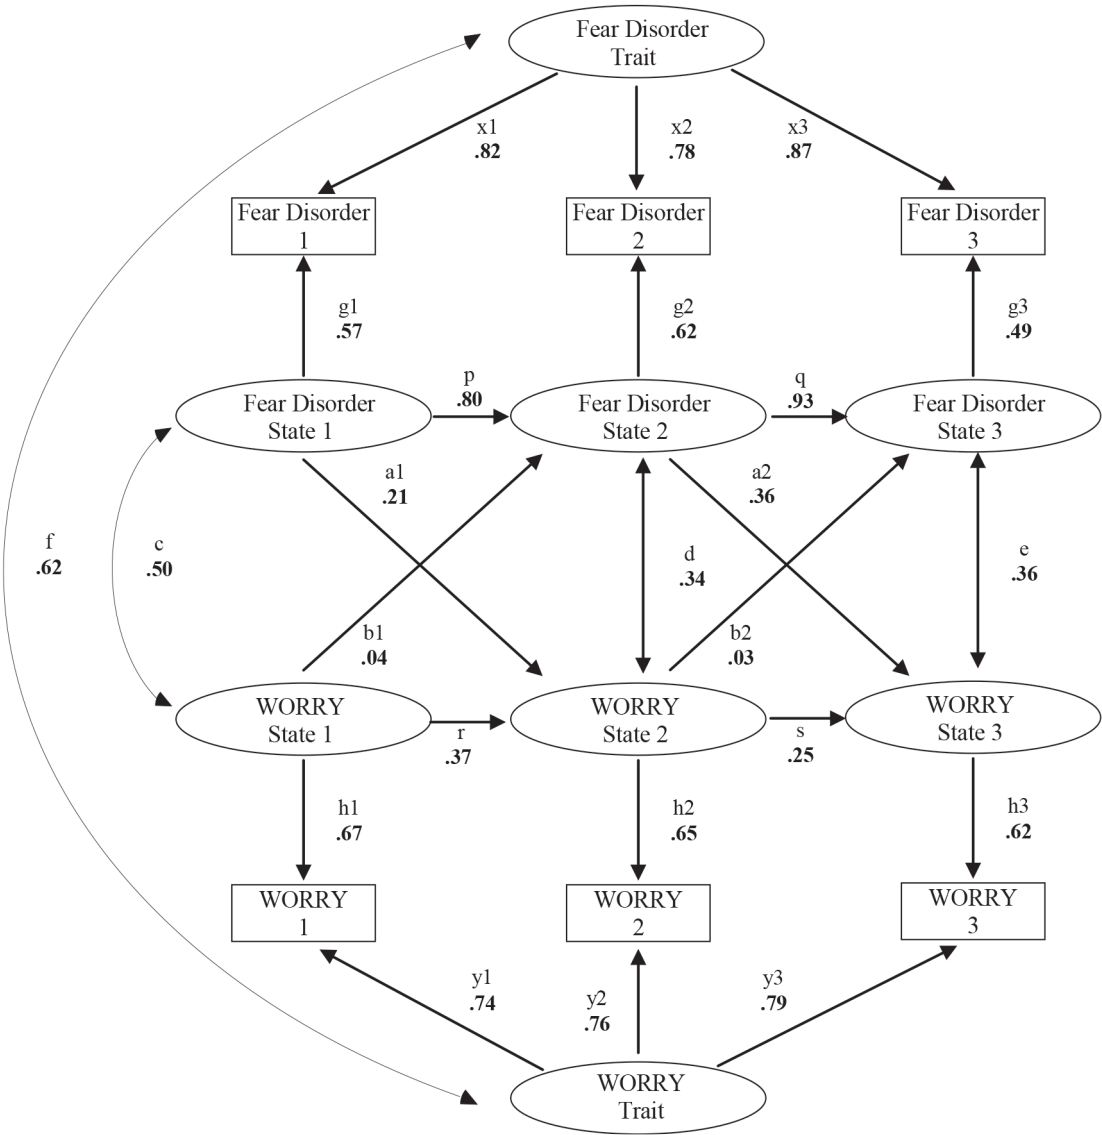 Fear Disorder
Trait
x1
.82
x2
.78
x3
.87
Fear Disorder
1
Fear Disorder
2
Fear Disorder
3
g1
.57
g2
.62
g3
.49
Fear Disorder
State 1
p
.80
Fear Disorder
State 2
q
.93
Fear Disorder
State 3
a1
.21
a2
.36
f
.62
c
.50
d
.34
e
.36
b1
.04
b2
.03
WORRY
State 1
r
.37
WORRY
State 2
s
.25
WORRY
State 3
h1
.67
h2
.65
h3
.62
WORRY
1
WORRY
2
WORRY
3
y1
.74
y2
.76
y3
.79
WORRY
Trait